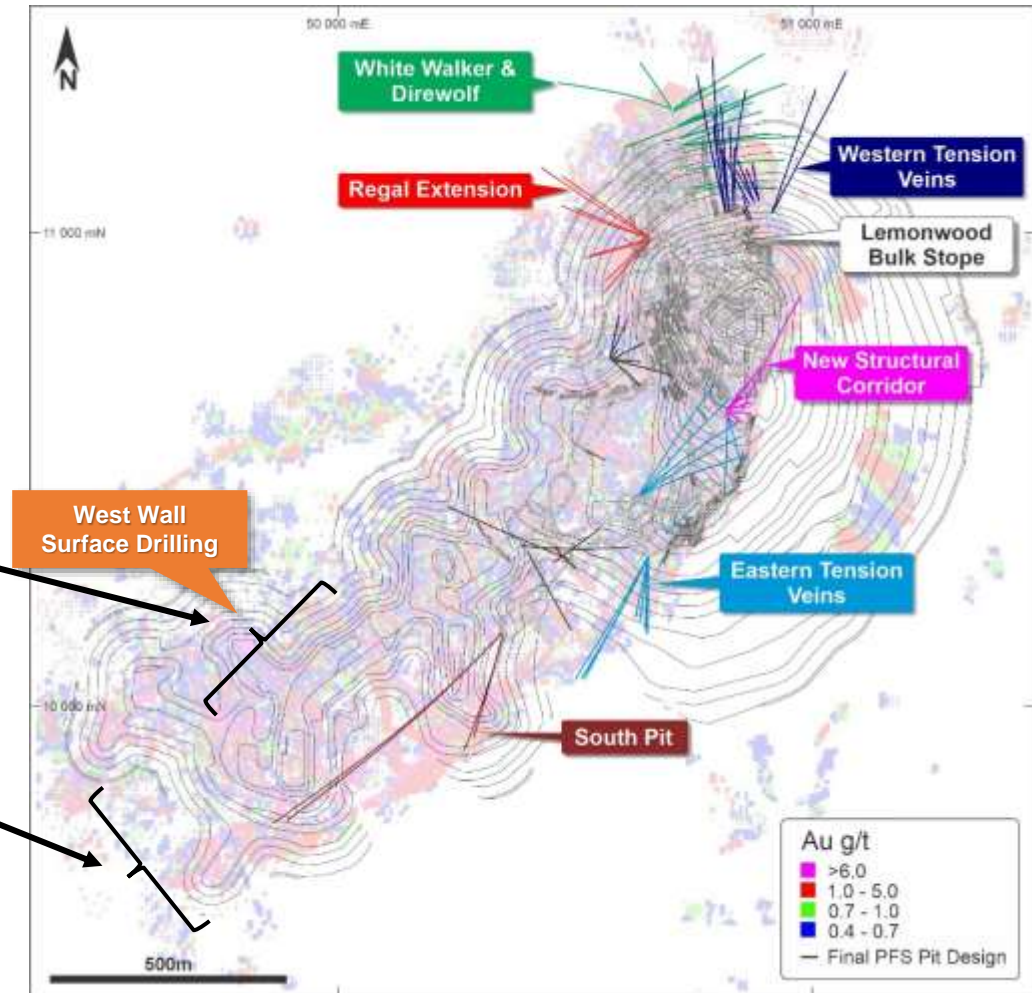 50 000 mE
51 000 mE
N
White Walker &
Direwolf
Western Tension
Veins
Regal Extension
11 000 mN
Lemonwood
Bulk Stope
New Structural
Corridor
West Wall
Surface Drilling
Eastern Tension
Veins
10 000 mN
South Pit
Au g/t
>6.0
1.0 - 5.0
0.7 - 1.0
0.4 - 0.7
Final PFS Pit Design
500m